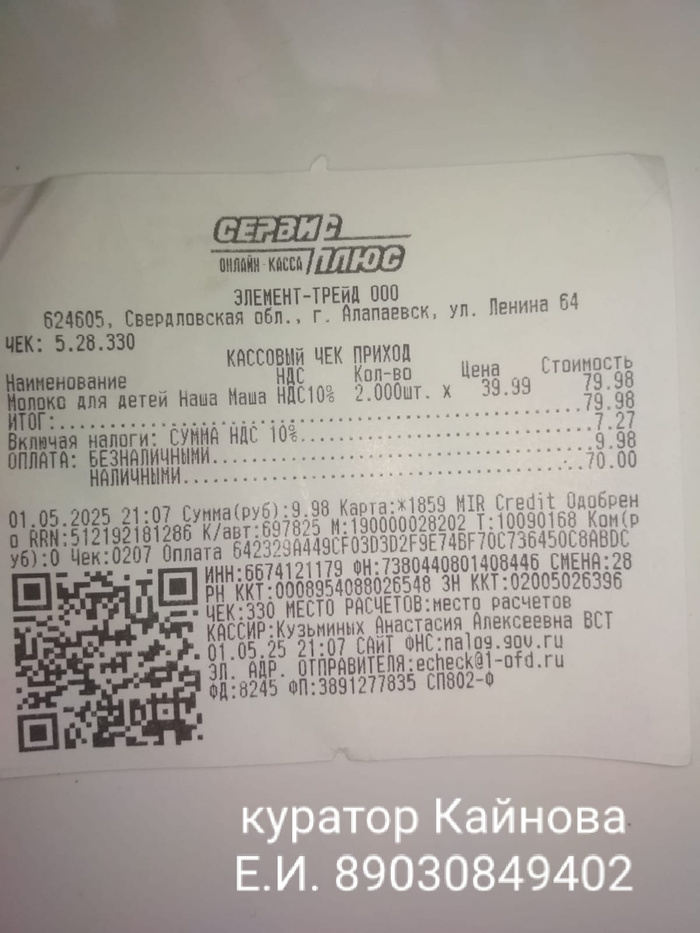 СЕРВИС
ОНЛАЙН-КАССА ПЛЮС
ЭЛЕМЕНТ-ТРЕЙД ООО
624605, Свердловская обл., г. Алапаевск, ул. Ленина 64
ЧЕК: 5.28.330
КАССОВЫЙ ЧЕК ПРИХОД
Наименование НДС Кол-во Цена Стоимость
Молоко для детей Наша Маша НДС10% 2.000шт. x 39.99 79.98
ИТОГ:.................................79.98
Включая налоги: СУММА НДС 10%.................7.27
ОПЛАТА: БЕЗНАЛИЧНЫМИ.................9.98
НАЛИЧНЫМИ.................70.00
01.05.2025 21:07 Сумма(руб):9.98 Карта:*1859 MIR Credit Одобрен
о RRN:512192181286 К/авт:697825 М:190000028202 Т:10090168 Ком(р
уб):0 Чек:0207 Оплата 642329A449CF03D3D2F9E74BF70C736450C8ABDC
ИНН:6674121179 ФН:7380440801408446 СМЕНА:28
РН ККТ:0008954088026548 ЗН ККТ:02005026396
ЧЕК:330 МЕСТО РАСЧЕТОВ:место расчетов
КАССИР:Кузьминых Анастасия Алексеевна ВСТ
01.05.25 21:07 САЙТ ФНС:nalog.gov.ru
ЭЛ. АДР. ОТПРАВИТЕЛЯ:echeck@1-ofd.ru
ФД:8245 ФП:3891277835 СП802-Ф
куратор Кайнова
Е.И. 89030849402